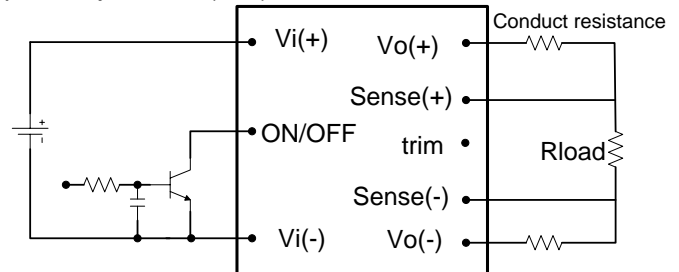 Conduct resistance
Vi(+)
Vo(+)
Sense(+)
ON/OFF
trim
Rload
Sense(-)
Vi(-)
Vo(-)
+
-